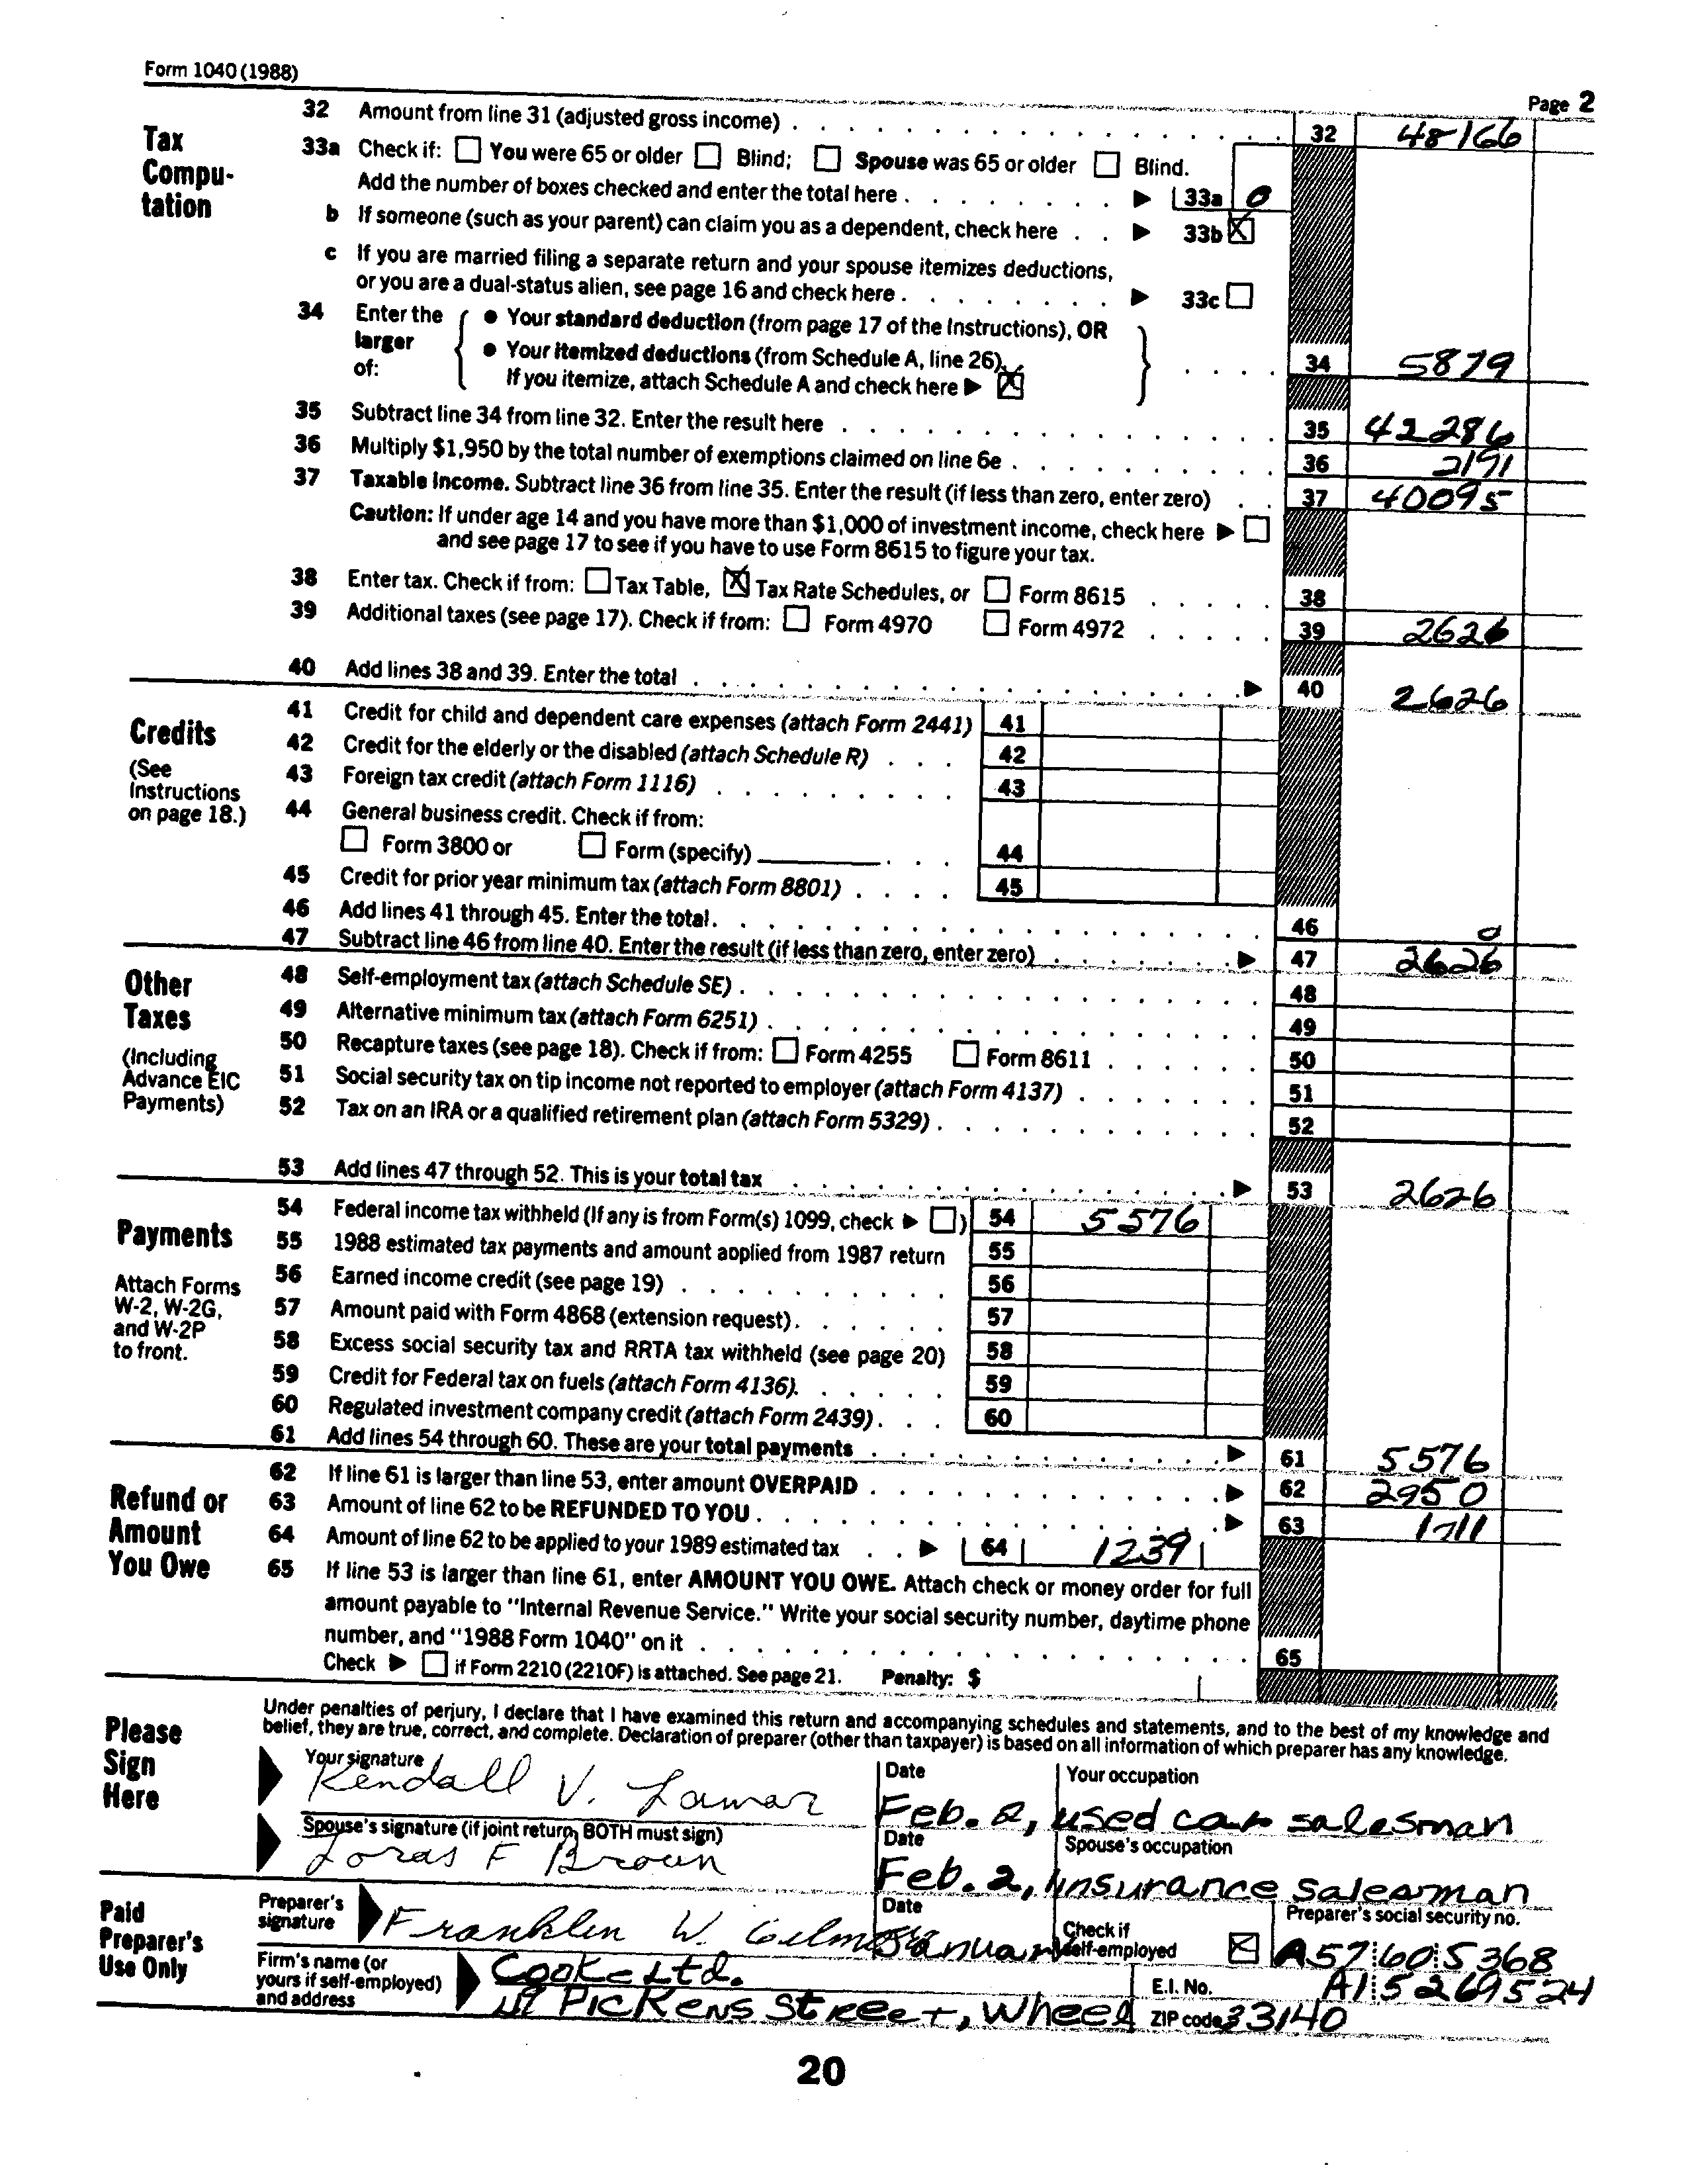 Form 1040 (1988)
Page 2
Tax Compu-
tation
32 Amount from line 31 (adjusted gross income) 32 48166
33a Check if: You were 65 or older Blind; Spouse was 65 or older Blind.
Add the number of boxes checked and enter the total here 33a 0
b If someone (such as your parent) can claim you as a dependent, check here 33b X
c If you are married filing a separate return and your spouse itemizes deductions,
or you are a dual-status alien, see page 16 and check here 33c
34 Enter the larger of:
• Your standard deduction (from page 17 of the Instructions), OR
• Your itemized deductions (from Schedule A, line 26).
If you itemize, attach Schedule A and check here X 34 5879
35 Subtract line 34 from line 32. Enter the result here 35 42286
36 Multiply $1,950 by the total number of exemptions claimed on line 6e 36 2191
37 Taxable income. Subtract line 36 from line 35. Enter the result (if less than zero, enter zero) 37 40095
Caution: If under age 14 and you have more than $1,000 of investment income, check here
and see page 17 to see if you have to use Form 8615 to figure your tax.
38 Enter tax. Check if from: Tax Table, X Tax Rate Schedules, or Form 8615 38
39 Additional taxes (see page 17). Check if from: Form 4970 Form 4972 39 2626
40 Add lines 38 and 39. Enter the total 40 2626
Credits
(See
Instructions
on page 18.)
41 Credit for child and dependent care expenses (attach Form 2441) 41
42 Credit for the elderly or the disabled (attach Schedule R) 42
43 Foreign tax credit (attach Form 1116) 43
44 General business credit. Check if from:
Form 3800 or Form (specify) 44
45 Credit for prior year minimum tax (attach Form 8801) 45
46 Add lines 41 through 45. Enter the total. 46 0
47 Subtract line 46 from line 40. Enter the result (if less than zero, enter zero) 47 2626
Other
Taxes
(Including
Advance EIC
Payments)
48 Self-employment tax (attach Schedule SE) 48
49 Alternative minimum tax (attach Form 6251) 49
50 Recapture taxes (see page 18). Check if from: Form 4255 Form 8611 50
51 Social security tax on tip income not reported to employer (attach Form 4137) 51
52 Tax on an IRA or a qualified retirement plan (attach Form 5329) 52
53 Add lines 47 through 52. This is your total tax 53 2626
Payments
Attach Forms
W-2, W-2G,
and W-2P
to front.
54 Federal income tax withheld (If any is from Form(s) 1099, check ) 54 5576
55 1988 estimated tax payments and amount applied from 1987 return 55
56 Earned income credit (see page 19) 56
57 Amount paid with Form 4868 (extension request) 57
58 Excess social security tax and RRTA tax withheld (see page 20) 58
59 Credit for Federal tax on fuels (attach Form 4136). 59
60 Regulated investment company credit (attach Form 2439) 60
61 Add lines 54 through 60. These are your total payments 61 5576
Refund or
Amount
You Owe
62 If line 61 is larger than line 53, enter amount OVERPAID 62 2950
63 Amount of line 62 to be REFUNDED TO YOU 63 1711
64 Amount of line 62 to be applied to your 1989 estimated tax 64 1239
65 If line 53 is larger than line 61, enter AMOUNT YOU OWE. Attach check or money order for full
amount payable to "Internal Revenue Service." Write your social security number, daytime phone
number, and "1988 Form 1040" on it 65
Check if Form 2210 (2210F) is attached. See page 21. Penalty: $
Please
Sign
Here
Under penalties of perjury, I declare that I have examined this return and accompanying schedules and statements, and to the best of my knowledge and
belief, they are true, correct, and complete. Declaration of preparer (other than taxpayer) is based on all information of which preparer has any knowledge.
Your signature Date Your occupation
Kendall V. Lamar Feb. 2, used car salesman
Spouse's signature (if joint return, BOTH must sign) Date Spouse's occupation
Loras F Brown Feb. 2, insurance salesman
Paid
Preparer's
Use Only
Preparer's signature Date Check if self-employed X Preparer's social security no.
Franklin W. Januar A57 60 5368
Firm's name (or
yours if self-employed)
and address
Cooke Ltd. E.I. No. A1 5269524
Pickens Street, Wheel ZIP code 33140
20